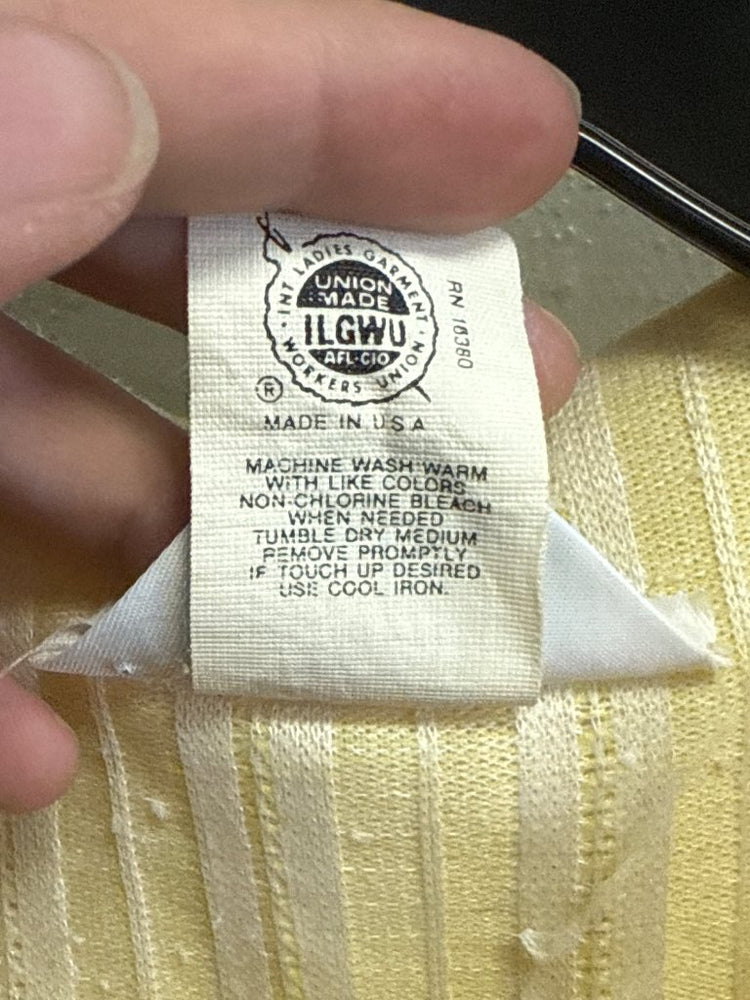 INT LADIES GARMENT WORKERS UNION
UNION
MADE
ILGWU
AFL-CIO
RN 16380
®
MADE IN U S A
MACHINE WASH WARM
WITH LIKE COLORS
NON-CHLORINE BLEACH
WHEN NEEDED
TUMBLE DRY MEDIUM
REMOVE PROMPTLY
IF TOUCH UP DESIRED
USE COOL IRON.